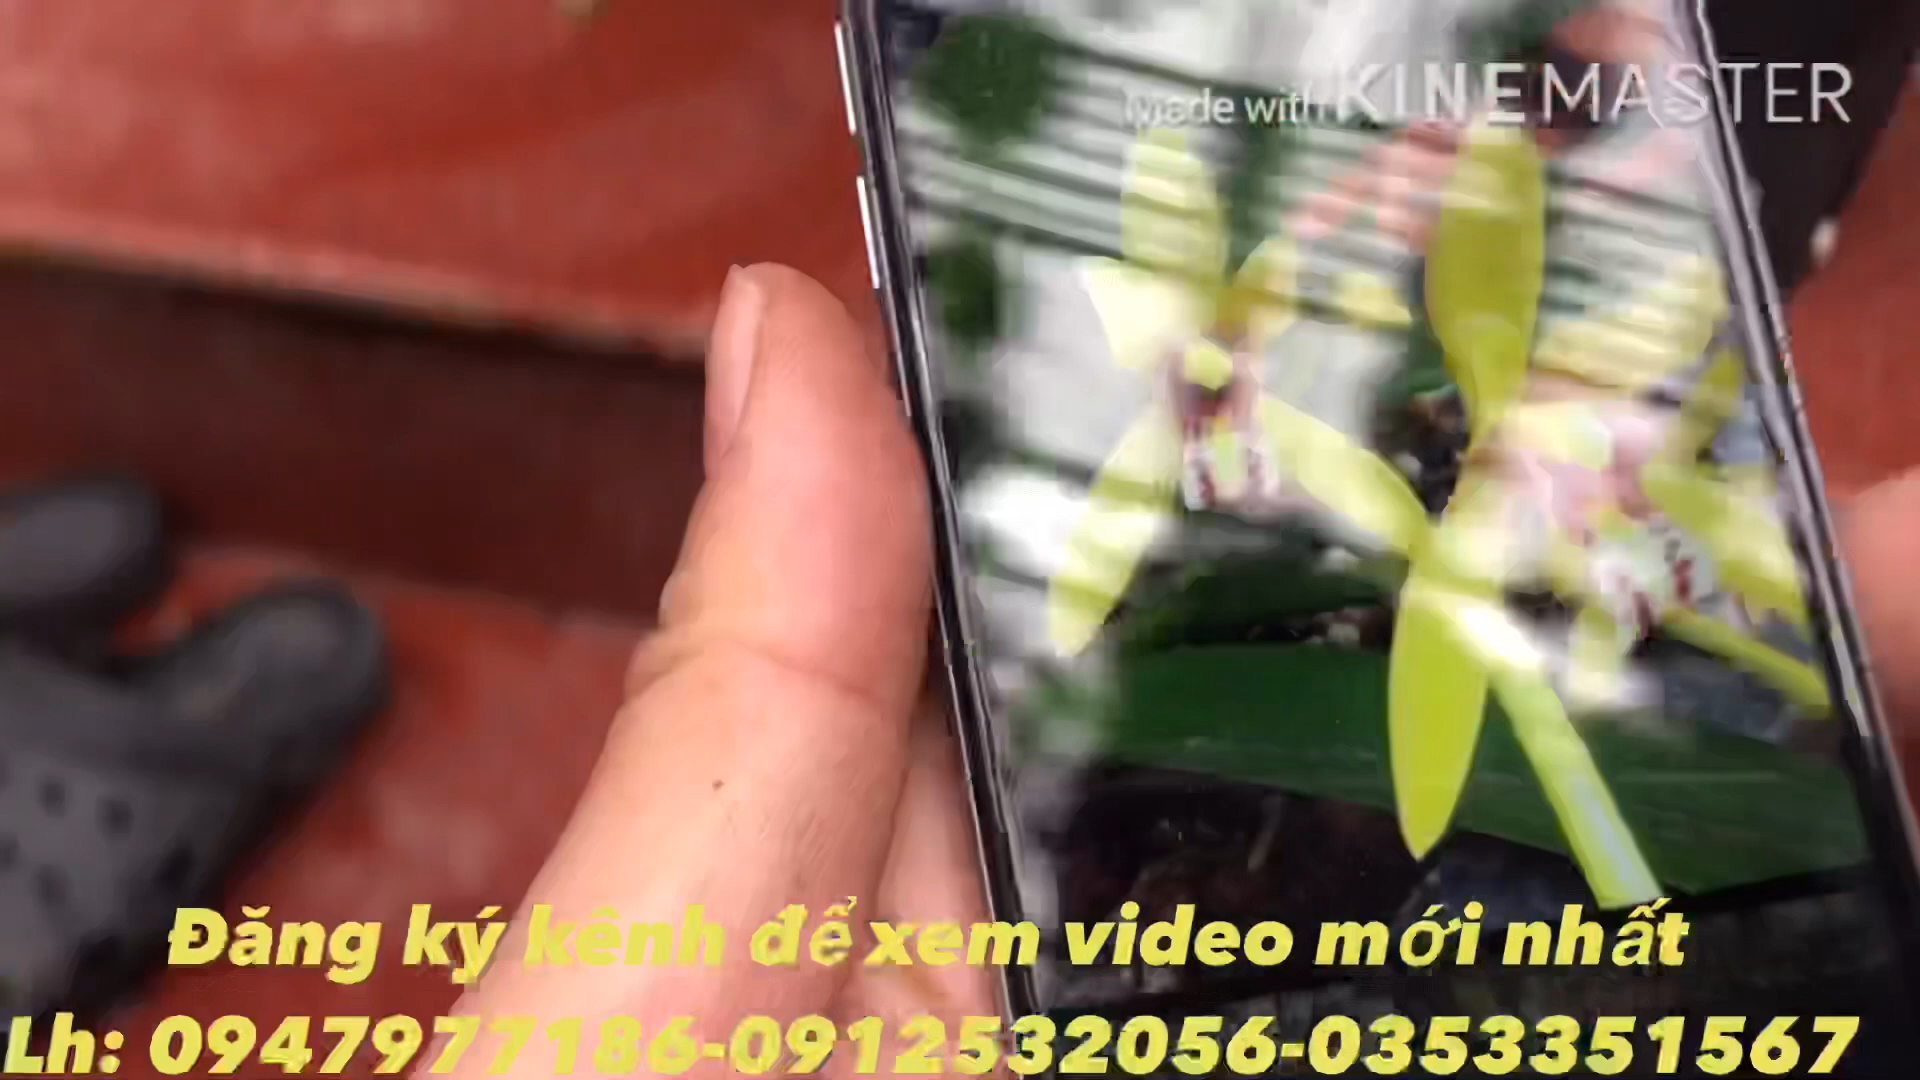 Made with KINEMASTER
Đăng ký kênh để xem video mới nhất
Lh: 0947977186-0912532056-0353351567